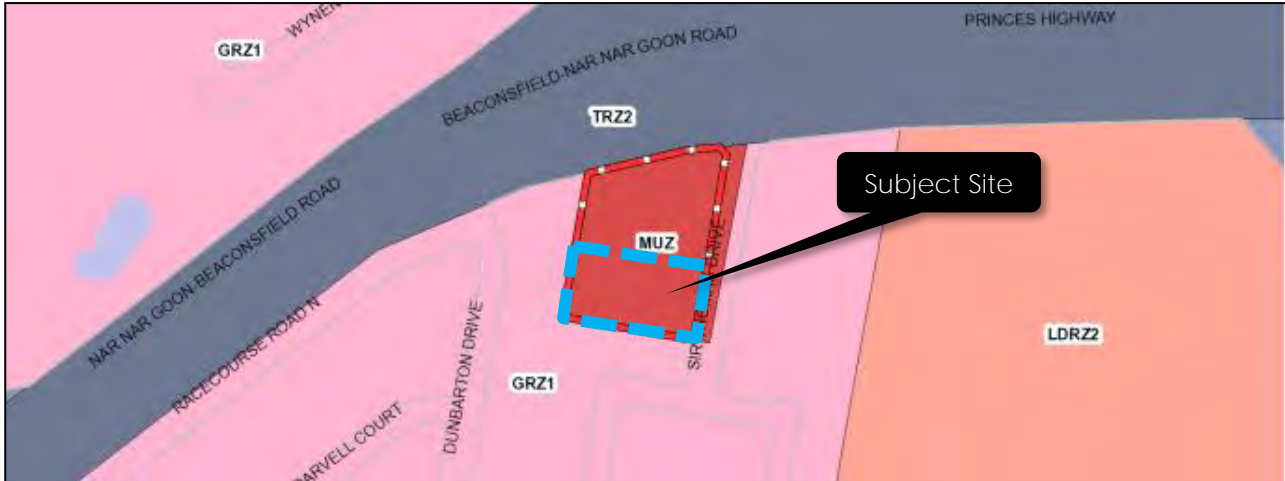 PRINCES HIGHWAY
GRZ1
BEACONSFIELD-NAR NAR GOON ROAD
TRZ2
Subject Site
MUZ
NAR NAR GOON-BEACONSFIELD ROAD
RACECOURSE ROAD N
DUNBARTON DRIVE
DRIVE
LDRZ2
GRZ1
COURT